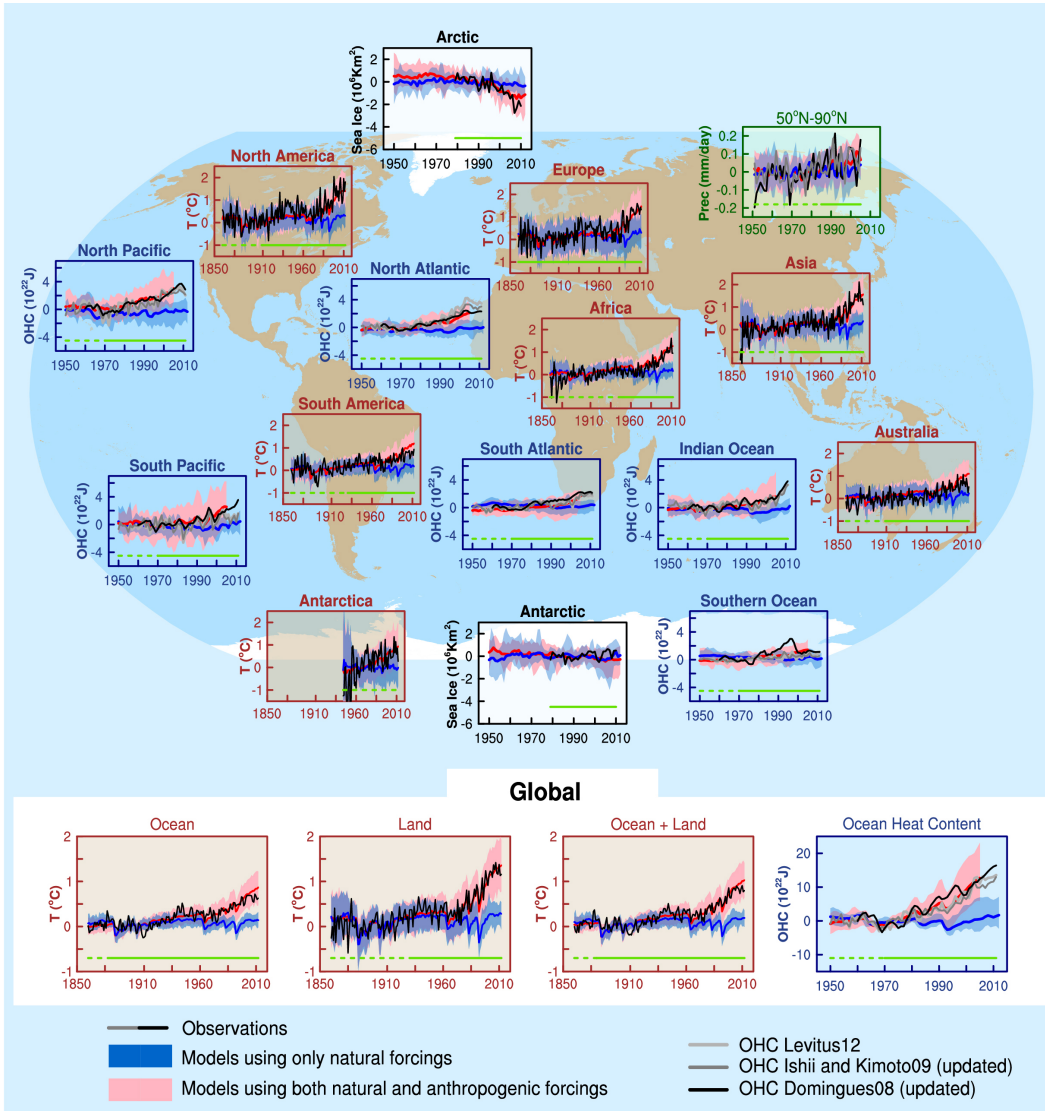 Arctic
Sea Ice (10⁶Km²)
2
0
-2
-4
-6
1950 1970 1990 2010
50°N-90°N
Prec (mm/day)
0.2
0.1
0
-0.1
-0.2
1950 1970 1990 2010
North America
T (°C)
2
1
0
-1
1850 1910 1960 2010
Europe
T (°C)
2
1
0
-1
1850 1910 1960 2010
North Pacific
OHC (10²²J)
4
0
-4
1950 1970 1990 2010
North Atlantic
OHC (10²²J)
4
0
-4
1950 1970 1990 2010
Asia
T (°C)
2
1
0
-1
1850 1910 1960 2010
Africa
T (°C)
2
1
0
-1
1850 1910 1960 2010
South America
T (°C)
2
1
0
-1
1850 1910 1960 2010
South Pacific
OHC (10²²J)
4
0
-4
1950 1970 1990 2010
South Atlantic
OHC (10²²J)
4
0
-4
1950 1970 1990 2010
Indian Ocean
OHC (10²²J)
4
0
-4
1950 1970 1990 2010
Australia
T (°C)
2
1
0
-1
1850 1910 1960 2010
Antarctica
T (°C)
2
1
0
-1
1850 1910 1960 2010
Antarctic
Sea Ice (10⁶Km²)
2
0
-2
-4
-6
1950 1970 1990 2010
Southern Ocean
OHC (10²²J)
4
0
-4
1950 1970 1990 2010
Global
Ocean
T (°C)
2
1
0
-1
1850 1910 1960 2010
Land
T (°C)
2
1
0
-1
1850 1910 1960 2010
Ocean + Land
T (°C)
2
1
0
-1
1850 1910 1960 2010
Ocean Heat Content
OHC (10²²J)
20
10
0
-10
1950 1970 1990 2010
Observations
Models using only natural forcings
Models using both natural and anthropogenic forcings
OHC Levitus12
OHC Ishii and Kimoto09 (updated)
OHC Domingues08 (updated)